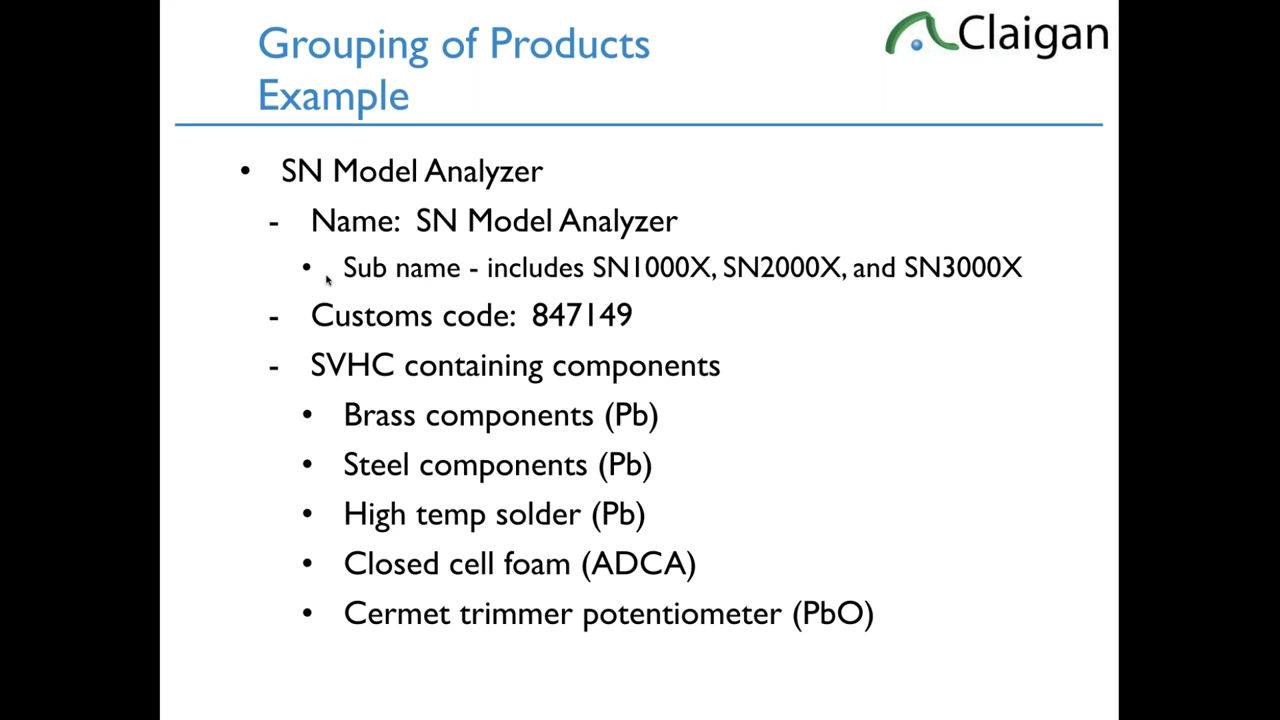 Grouping of Products
Example
Claigan
• SN Model Analyzer
- Name: SN Model Analyzer
• Sub name - includes SN1000X, SN2000X, and SN3000X
- Customs code: 847149
- SVHC containing components
• Brass components (Pb)
• Steel components (Pb)
• High temp solder (Pb)
• Closed cell foam (ADCA)
• Cermet trimmer potentiometer (PbO)